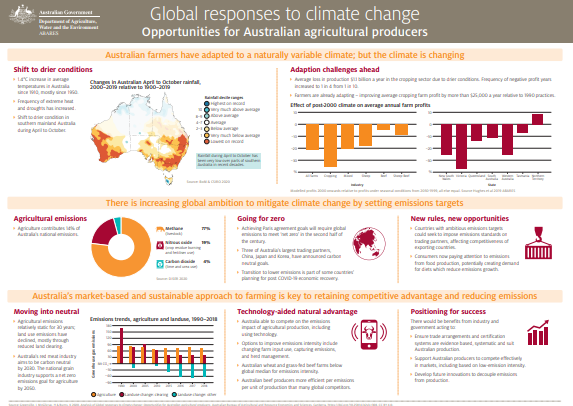 Australian Government
Department of Agriculture,
Water and the Environment
ABARES
Global responses to climate change
Opportunities for Australian agricultural producers
Australian farmers have adapted to a naturally variable climate; but the climate is changing
Shift to drier conditions
1.4°C increase in average
temperatures in Australia
since 1910, mostly since 1950.
Frequency of extreme heat
and droughts has increased.
Shift to drier conditions in
southern mainland Australia
during April to October.
Changes in Australian April to October rainfall,
2000–2019 relative to 1900–2019
Rainfall decile ranges
Highest on record
Very much above average
Above average
Average
Below average
Very much below average
Lowest on record
Rainfall during April to October has
been very low over parts of southern
Australia in recent decades
Adaption challenges ahead
Average loss in production $1.1 billion a year in the cropping sector due to drier conditions. Frequency of negative profit years
increased to 1 in 6 from 1 in 10.
Farmers are already adapting – improving average cropping farm profit by more than $25,000 a year relative to 1990 practices.
Effect of post-2000 climate on average annual farm profits
Industry
State
There is increasing global ambition to mitigate climate change by setting emissions targets
Agricultural emissions
Agriculture contributes 14% of
Australia's national emissions.
Methane 77%
(livestock)
Nitrous oxide 19%
(crop residue burning
and fertiliser use)
Carbon dioxide 4%
(lime and urea use)
Going for zero
Achieving Paris agreement goals will require global
emissions to meet 'net zero' in the second half of
the century.
Three of Australia's largest trading partners,
China, Japan and Korea, have announced carbon
neutral goals.
Transition to lower emissions is part of some countries'
planning for post COVID-19 economic recovery.
New rules, new opportunities
Countries with ambitious emissions targets
could seek to impose emissions standards on
trading partners, affecting competitiveness of
exporting countries.
Consumers now paying attention to emissions
from food production, potentially creating demand
for diets which reduce emissions growth.
Australia's market-based and sustainable approach to farming is key to retaining competitive advantage and reducing emissions
Moving into neutral
Agricultural emissions
relatively static for 30 years;
land use emissions have
declined, mostly through
reduced land clearing.
Australia's red meat industry
aims to be carbon neutral
by 2030. The national grain
industry supports a net zero
emissions goal for agriculture
by 2050.
Emissions trends, agriculture and landuse, 1990–2018
Agriculture
Landuse change: clearing
Landuse change: other
Technology-aided natural advantage
Australia able to compete on the emissions
impact of agricultural production, including
using technology.
Options to improve emissions intensity include
changing farm input use, capturing emissions,
and herd management.
Australian wheat and grass-fed beef farms below
global median for emissions intensity.
Australian beef producers more efficient per emissions
per unit of production than many global competitors.
Positioning for success
There would be benefits from industry and
government acting to:
Ensure trade arrangements and certification
systems are evidence based, systematic and suit
Australian producers.
Support Australian producers to compete effectively
in markets, including based on low-emission intensity.
Develop future innovations to decouple emissions
from production.